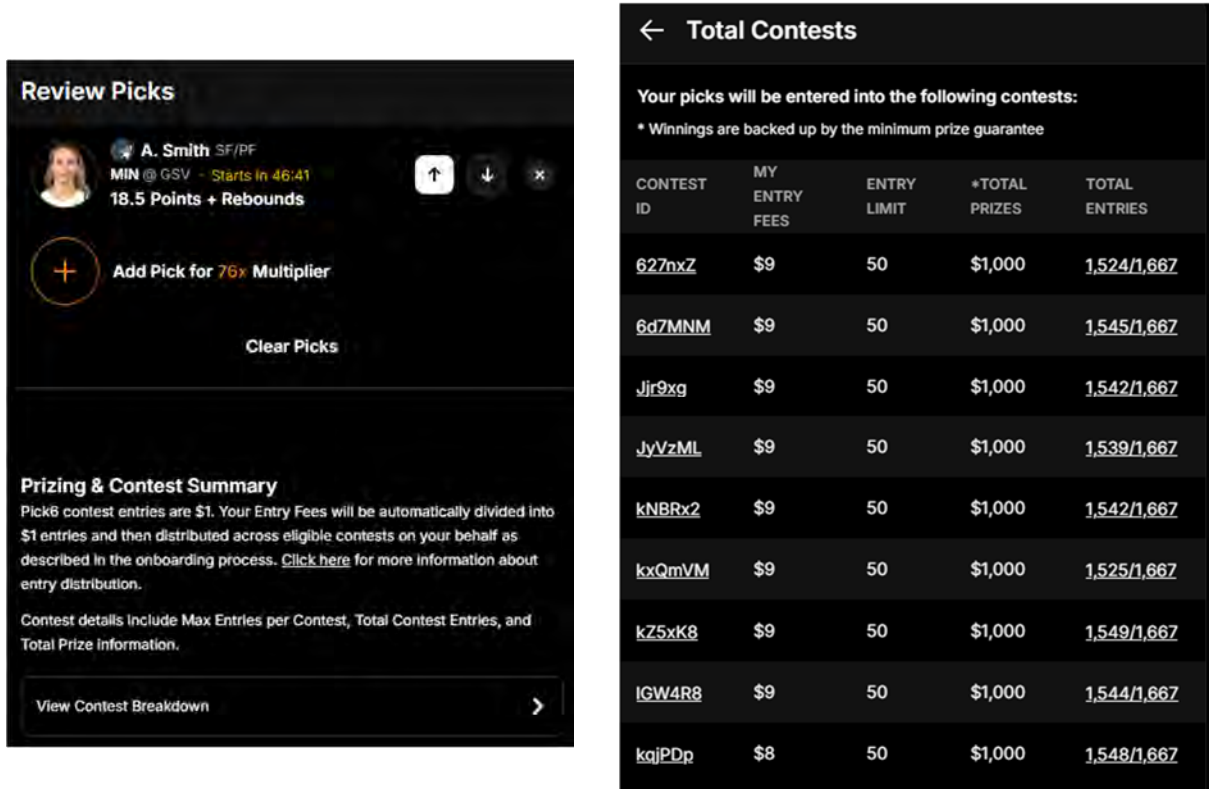 Review Picks
A. Smith SF/PF
MIN @ GSV - Starts in 46:41
18.5 Points + Rebounds
Add Pick for 76x Multiplier
Clear Picks
Prizing & Contest Summary
Pick6 contest entries are $1. Your Entry Fees will be automatically divided into
$1 entries and then distributed across eligible contests on your behalf as
described in the onboarding process. Click here for more information about
entry distribution.
Contest details include Max Entries per Contest, Total Contest Entries, and
Total Prize information.
View Contest Breakdown
Total Contests
Your picks will be entered into the following contests:
* Winnings are backed up by the minimum prize guarantee
CONTEST ID MY ENTRY FEES ENTRY LIMIT *TOTAL PRIZES TOTAL ENTRIES
627nxZ $9 50 $1,000 1,524/1,667
6d7MNM $9 50 $1,000 1,545/1,667
Jjr9xg $9 50 $1,000 1,542/1,667
JyVzML $9 50 $1,000 1,539/1,667
kNBRx2 $9 50 $1,000 1,542/1,667
kxQmVM $9 50 $1,000 1,525/1,667
kZ5xK8 $9 50 $1,000 1,549/1,667
lGW4R8 $9 50 $1,000 1,544/1,667
kqjPDp $8 50 $1,000 1,548/1,667